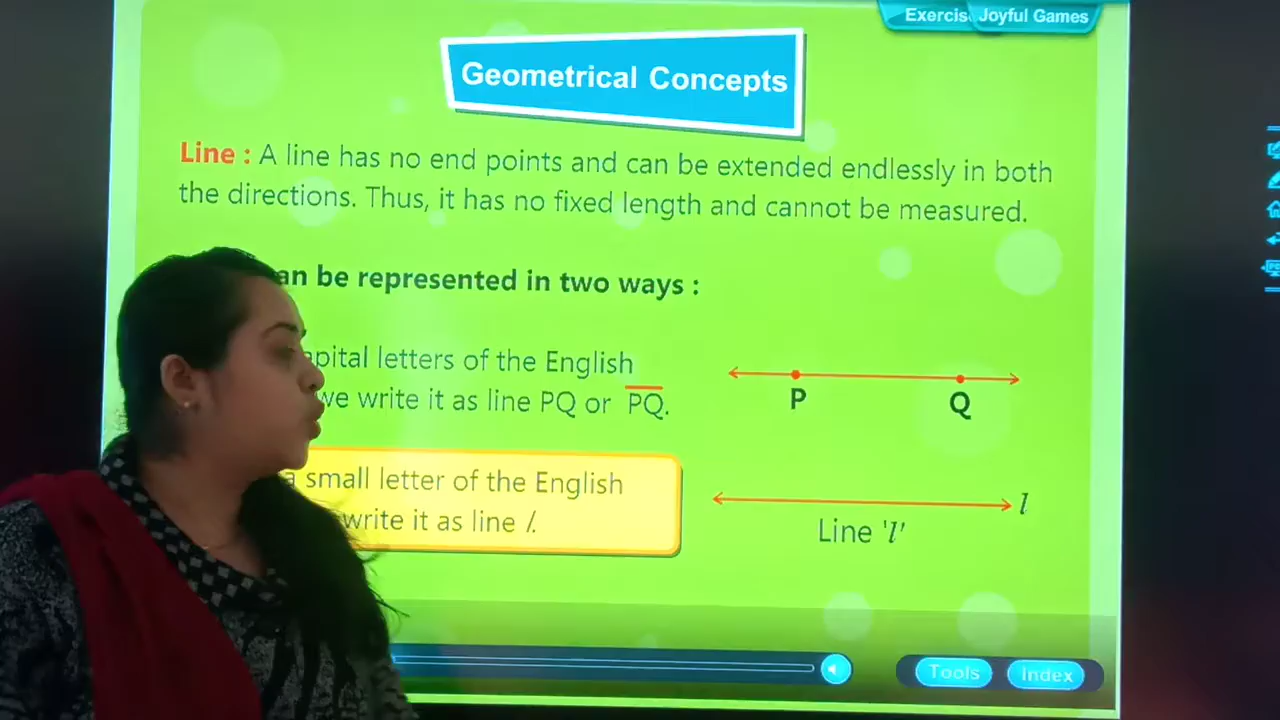 Exercis Joyful Games
Geometrical Concepts
Line : A line has no end points and can be extended endlessly in both
the directions. Thus, it has no fixed length and cannot be measured.
an be represented in two ways :
apital letters of the English
we write it as line PQ or PQ.
P Q
a small letter of the English
write it as line l.
l
Line 'l'
Tools Index